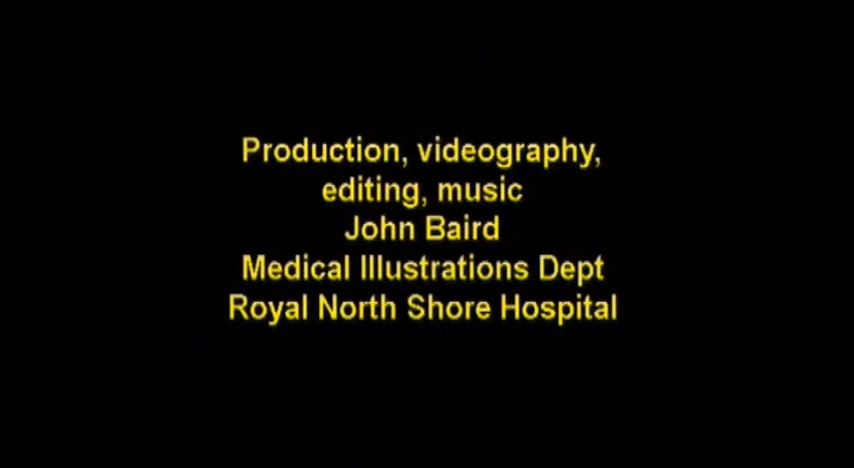 Production, videography,
editing, music
John Baird
Medical Illustrations Dept
Royal North Shore Hospital